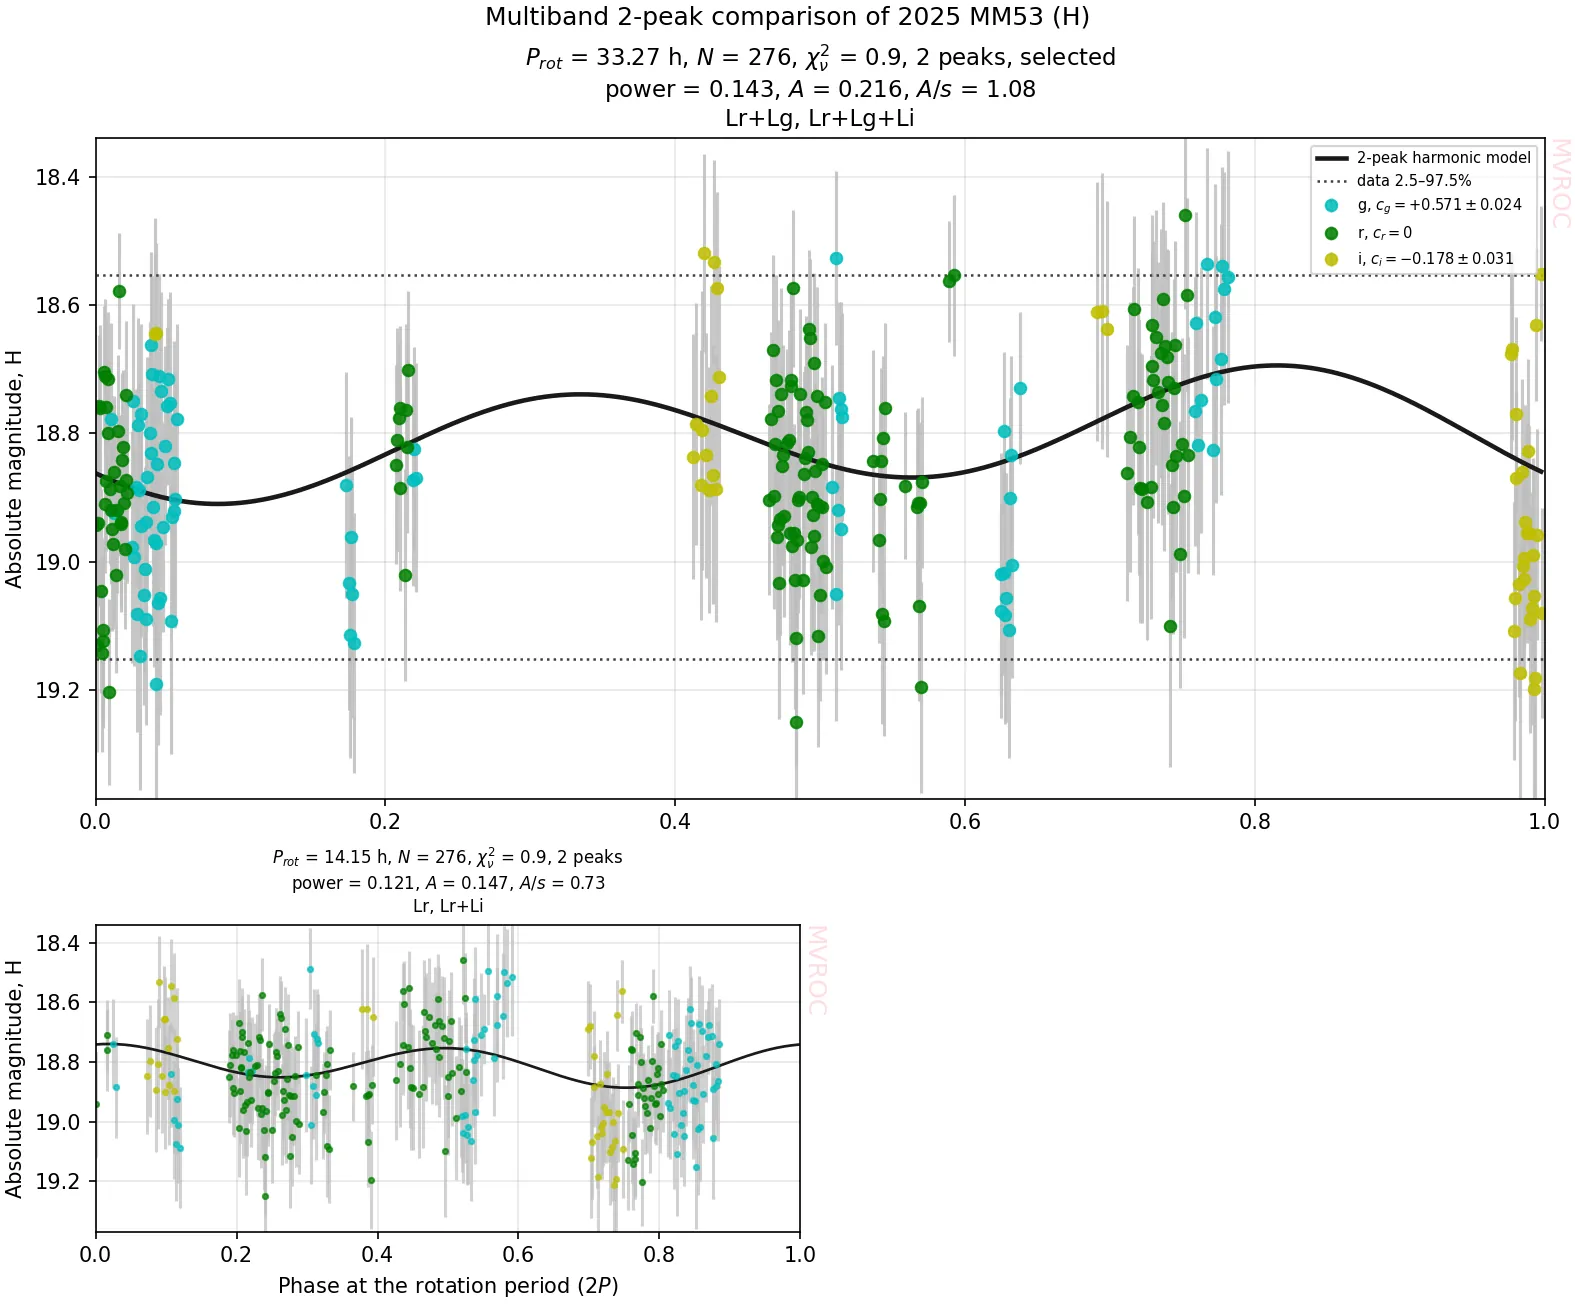 Multiband 2-peak comparison of 2025 MM53 (H)
P_rot = 33.27 h, N = 276, χ²_ν = 0.9, 2 peaks, selected
power = 0.143, A = 0.216, A/s = 1.08
Lr+Lg, Lr+Lg+Li
MVROC
2-peak harmonic model
data 2.5–97.5%
g, c_g = +0.571 ± 0.024
r, c_r = 0
i, c_i = −0.178 ± 0.031
Absolute magnitude, H
18.4
18.6
18.8
19.0
19.2
0.0 0.2 0.4 0.6 0.8 1.0
P_rot = 14.15 h, N = 276, χ²_ν = 0.9, 2 peaks
power = 0.121, A = 0.147, A/s = 0.73
Lr, Lr+Li
MVROC
Absolute magnitude, H
18.4
18.6
18.8
19.0
19.2
0.0 0.2 0.4 0.6 0.8 1.0
Phase at the rotation period (2P)